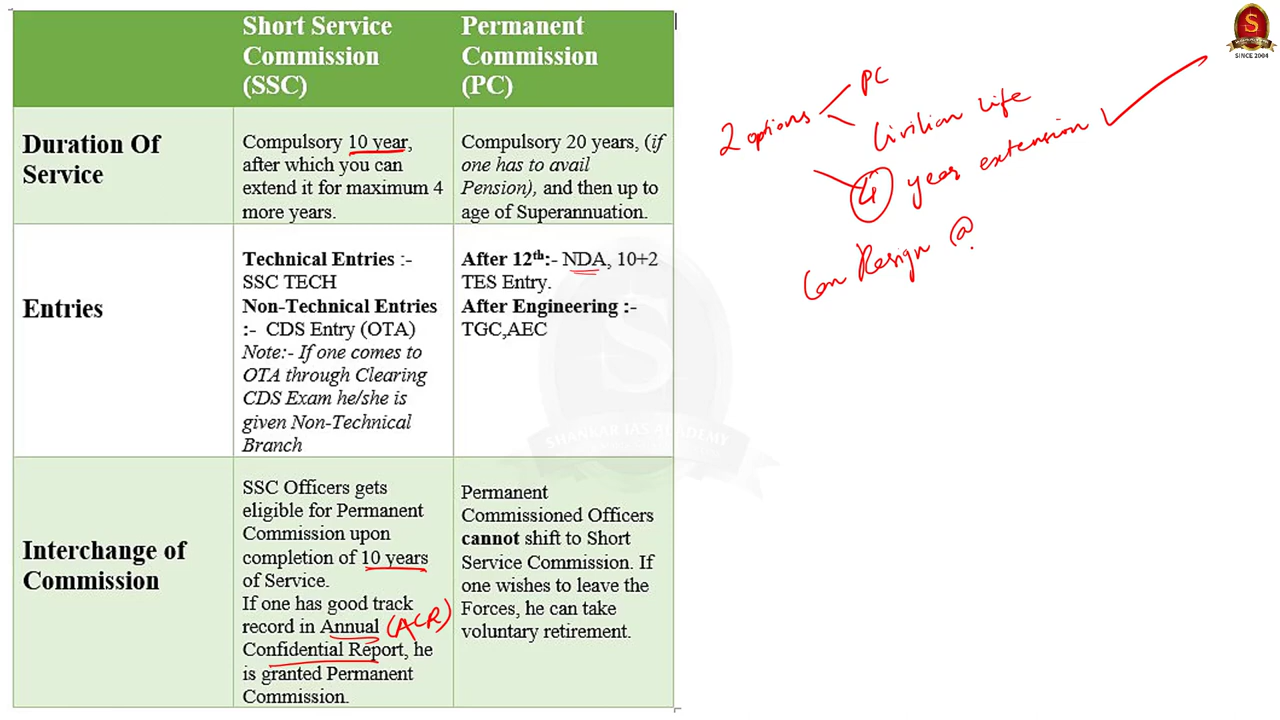 Short Service
Commission
(SSC)
Permanent
Commission
(PC)
Duration Of
Service
Compulsory 10 year,
after which you can
extend it for maximum 4
more years.
Compulsory 20 years, (if
one has to avail
Pension), and then up to
age of Superannuation.
Entries
Technical Entries :-
SSC TECH
Non-Technical Entries
:- CDS Entry (OTA)
Note:- If one comes to
OTA through Clearing
CDS Exam he/she is
given Non-Technical
Branch
After 12th:- NDA, 10+2
TES Entry.
After Engineering :-
TGC,AEC
Interchange of
Commission
SSC Officers gets
eligible for Permanent
Commission upon
completion of 10 years
of Service.
If one has good track
record in Annual (ACR)
Confidential Report, he
is granted Permanent
Commission.
Permanent
Commissioned Officers
cannot shift to Short
Service Commission. If
one wishes to leave the
Forces, he can take
voluntary retirement.
2 options
PC
Civilian life
4 year extension
Can Resign @
SHANKAR IAS ACADEMY
SINCE 2004